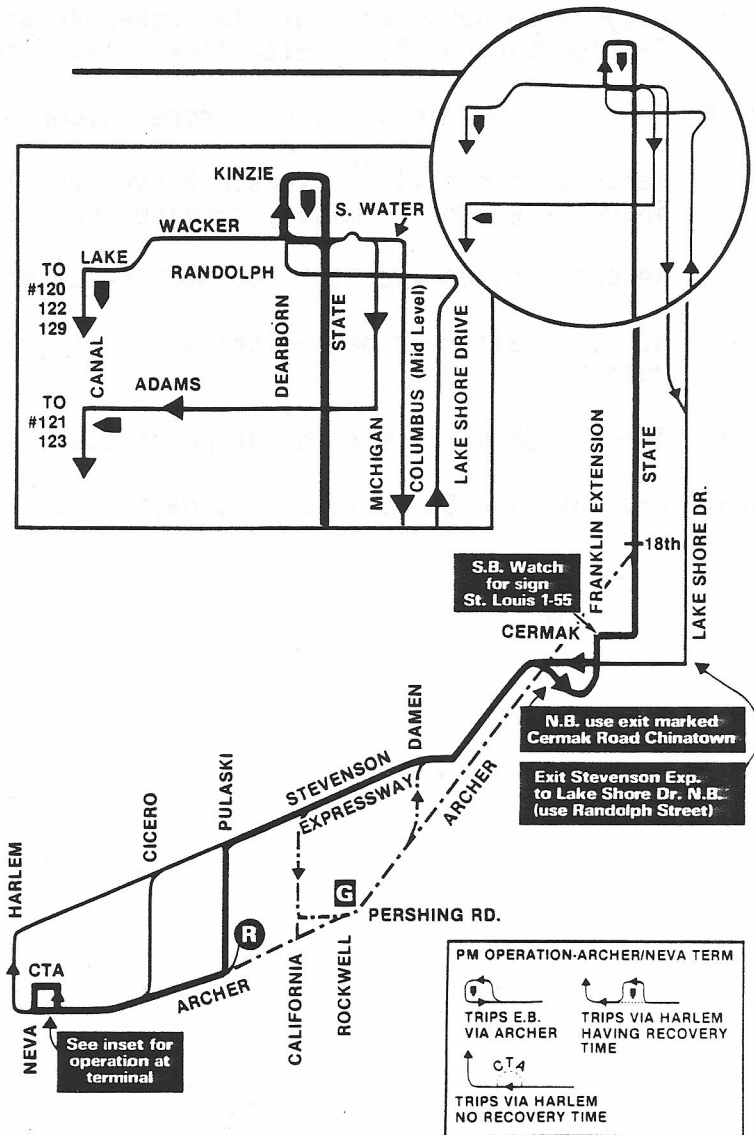 KINZIE
S. WATER
WACKER
LAKE
RANDOLPH
TO
#120
122
129
CANAL
DEARBORN
STATE
MICHIGAN
COLUMBUS (Mid Level)
LAKE SHORE DRIVE
ADAMS
TO
#121
123
FRANKLIN EXTENSION
STATE
LAKE SHORE DR.
18th
S.B. Watch
for sign
St. Louis 1-55
CERMAK
N.B. use exit marked
Cermak Road Chinatown
Exit Stevenson Exp.
to Lake Shore Dr. N.B.
(use Randolph Street)
DAMEN
ARCHER
STEVENSON
EXPRESSWAY
PULASKI
CICERO
HARLEM
G
PERSHING RD.
R
CTA
ARCHER
CALIFORNIA
ROCKWELL
NEVA
See inset for
operation at
terminal
PM OPERATION-ARCHER/NEVA TERM
TRIPS E.B.
VIA ARCHER
TRIPS VIA HARLEM
HAVING RECOVERY
TIME
CTA
TRIPS VIA HARLEM
NO RECOVERY TIME